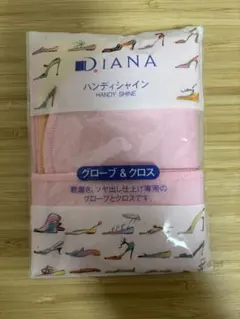 DIANA
ハンディシャイン
HANDY SHINE
グローブ&クロス
靴磨き、ツヤ出し仕上げ専用の
グローブとクロスです。